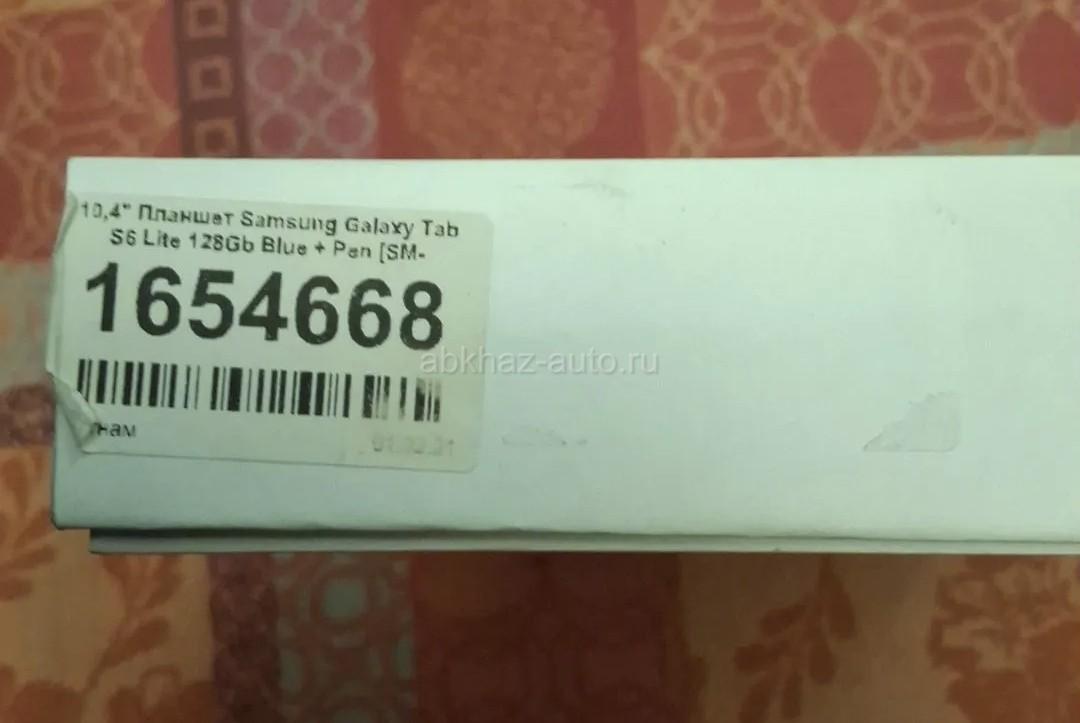 10,4" Планшет Samsung Galaxy Tab
S6 Lite 128Gb Blue + Pen [SM-
1654668
abkhaz-auto.ru